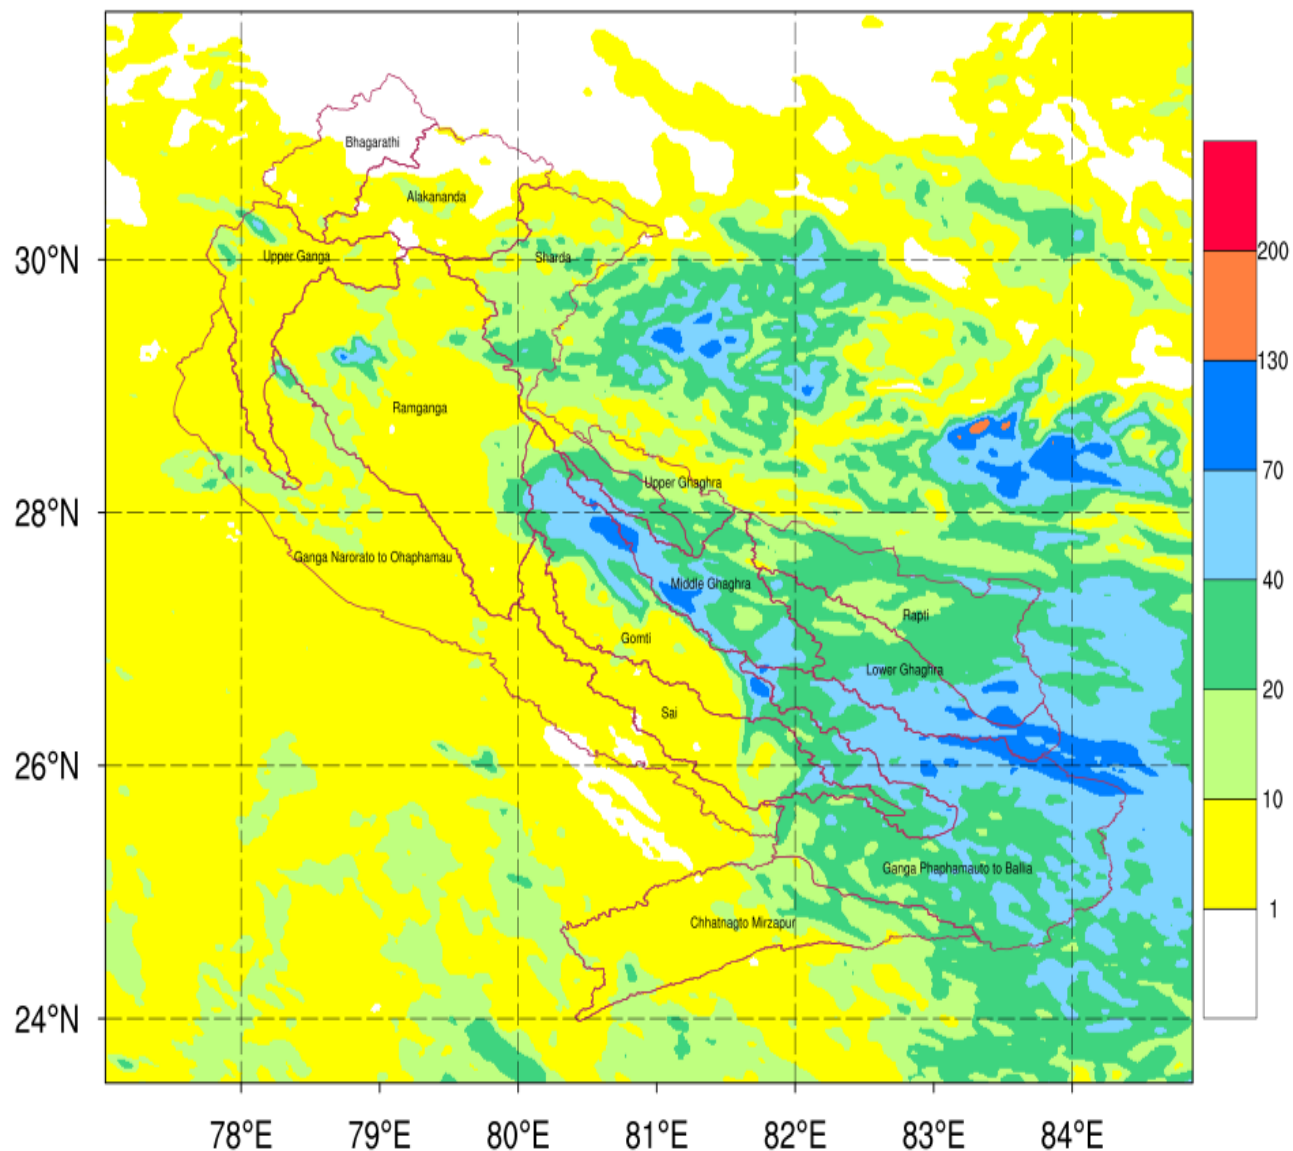 Bhagarathi
Alakananda
200
30°N
Upper Ganga
Sharda
130
Ramganga
70
Upper Ghaghra
28°N
Ganga Narorato to Ohaphamau
Middle Ghaghra
40
Rapti
Gomti
Lower Ghaghra
20
Sai
26°N
10
Ganga Phaphamauto to Ballia
1
Chhatnagto Mirzapur
24°N
78°E 79°E 80°E 81°E 82°E 83°E 84°E